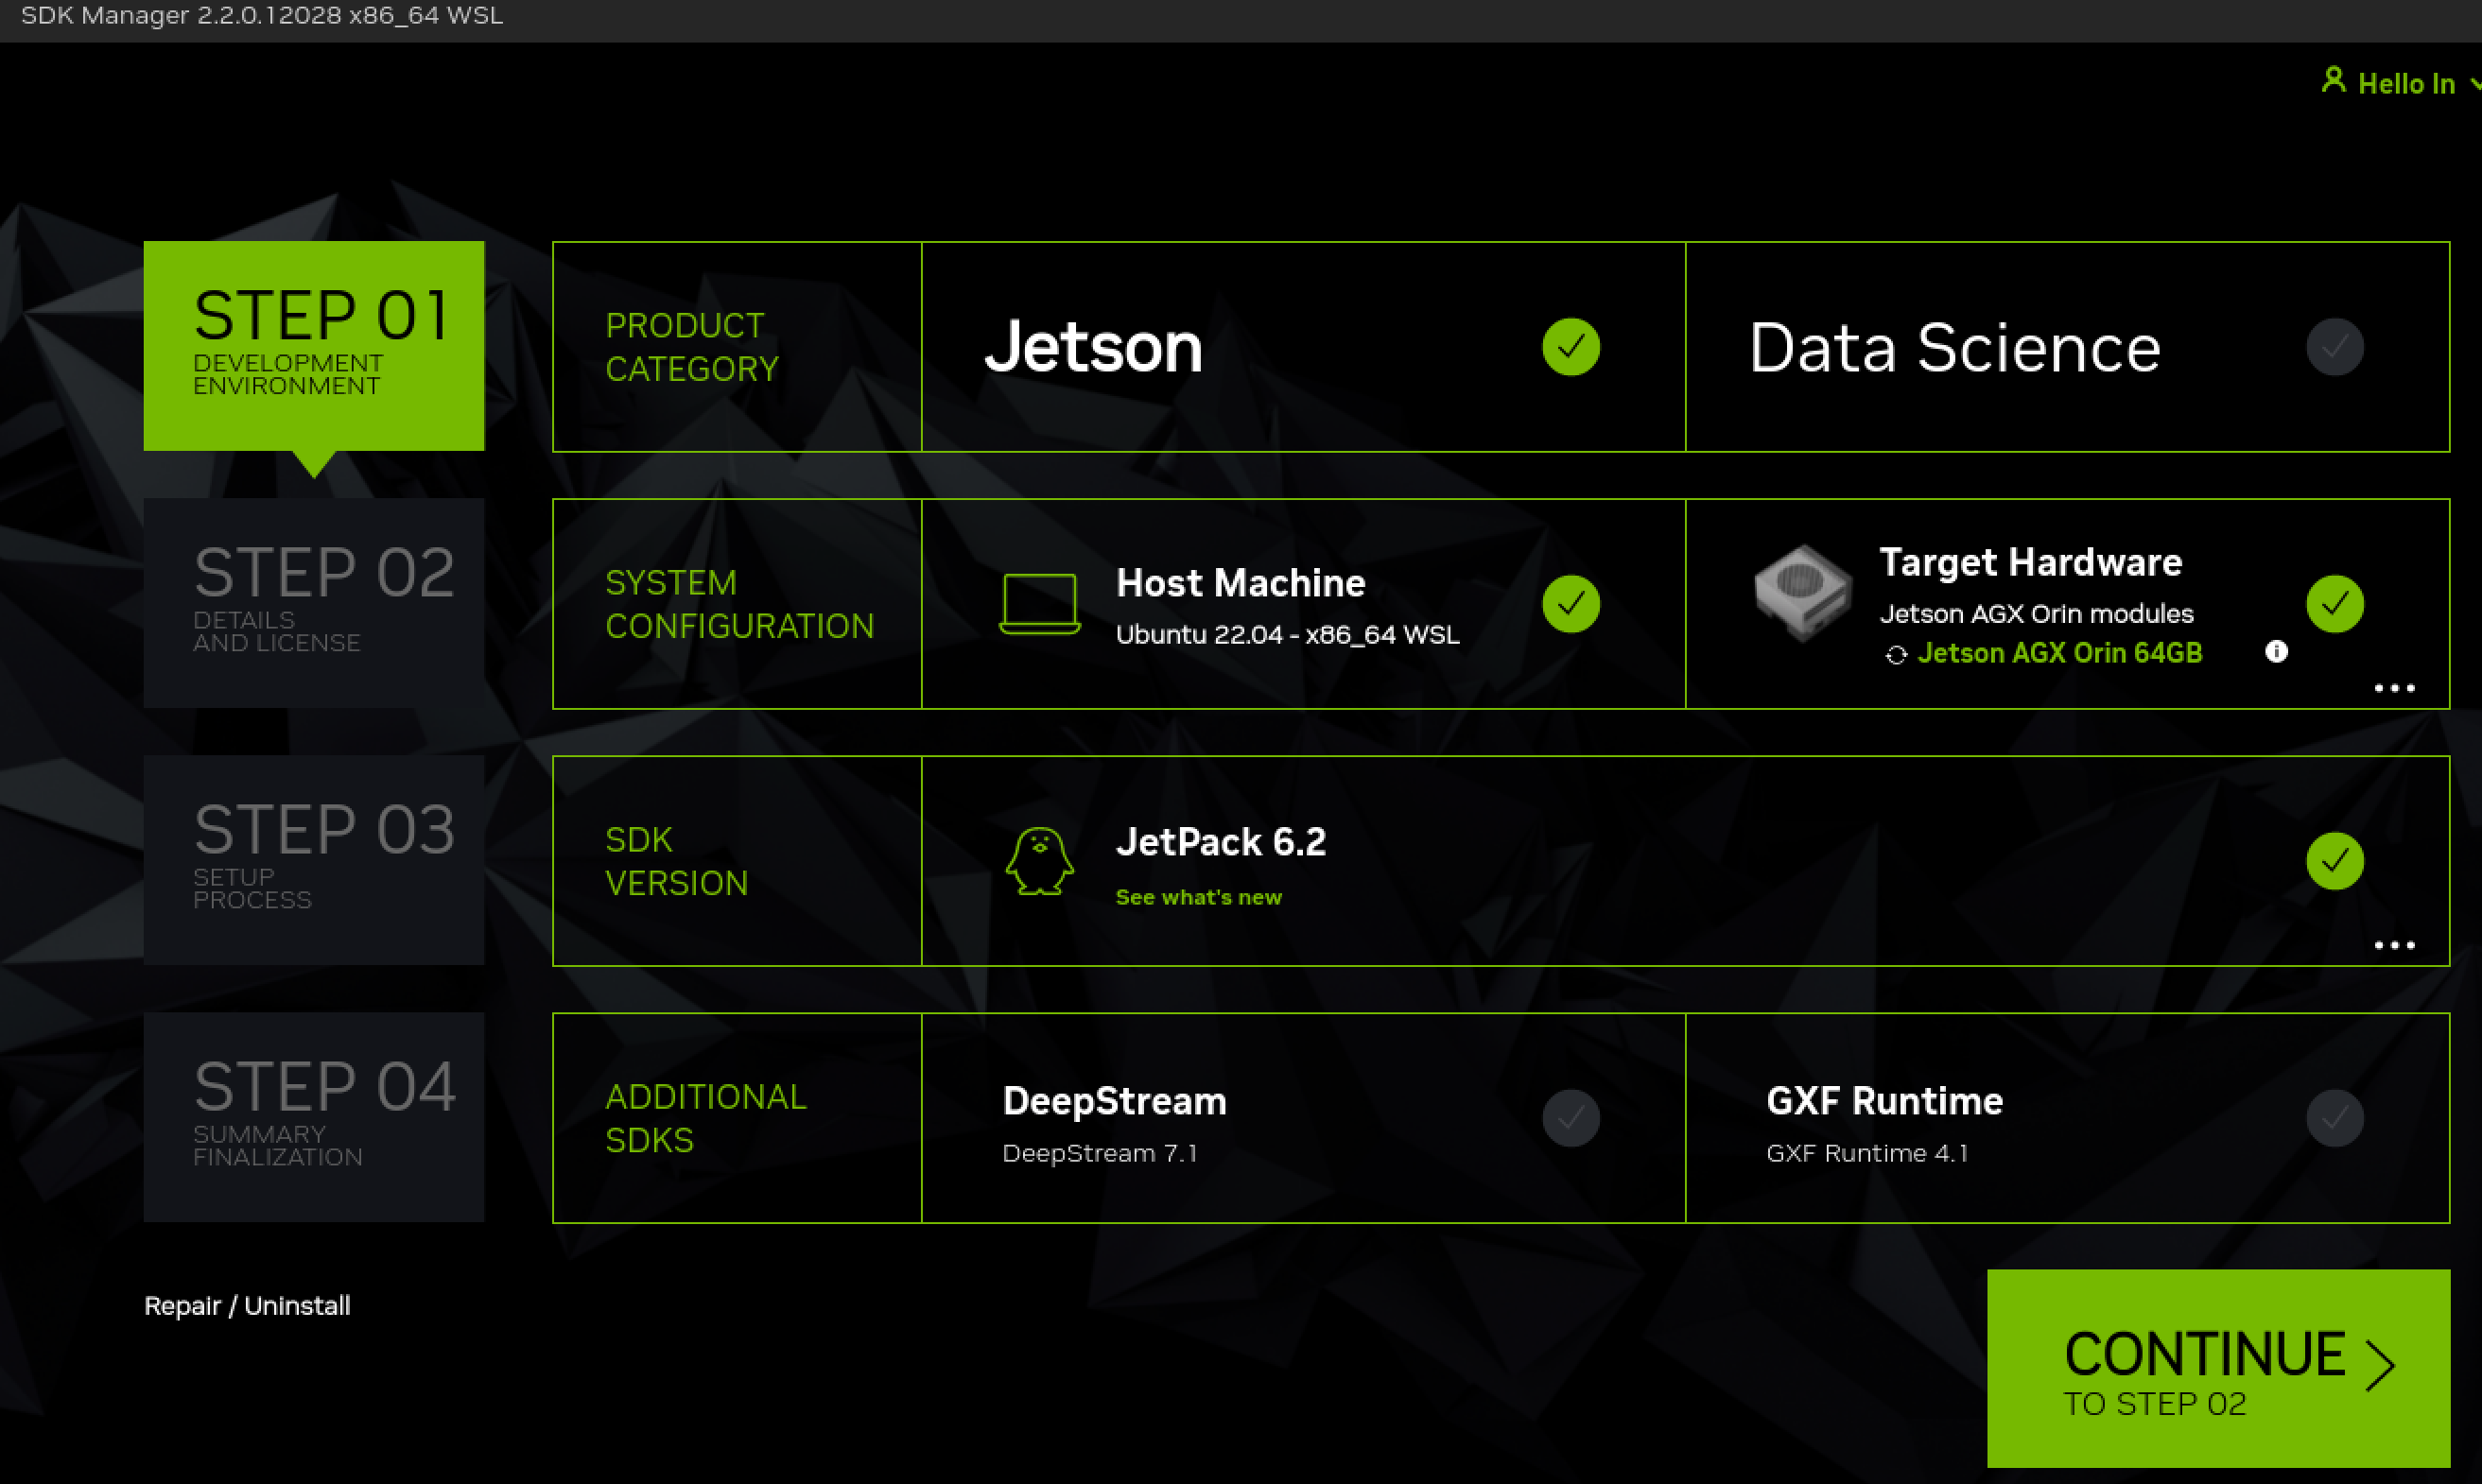 SDK Manager 2.2.0.12028 x86_64 WSL
Hello In
STEP 01
DEVELOPMENT
ENVIRONMENT
PRODUCT
CATEGORY
Jetson
Data Science
STEP 02
DETAILS
AND LICENSE
SYSTEM
CONFIGURATION
Host Machine
Ubuntu 22.04 - x86_64 WSL
Target Hardware
Jetson AGX Orin modules
Jetson AGX Orin 64GB
STEP 03
SETUP
PROCESS
SDK
VERSION
JetPack 6.2
See what's new
STEP 04
SUMMARY
FINALIZATION
ADDITIONAL
SDKS
DeepStream
DeepStream 7.1
GXF Runtime
GXF Runtime 4.1
Repair / Uninstall
CONTINUE
TO STEP 02